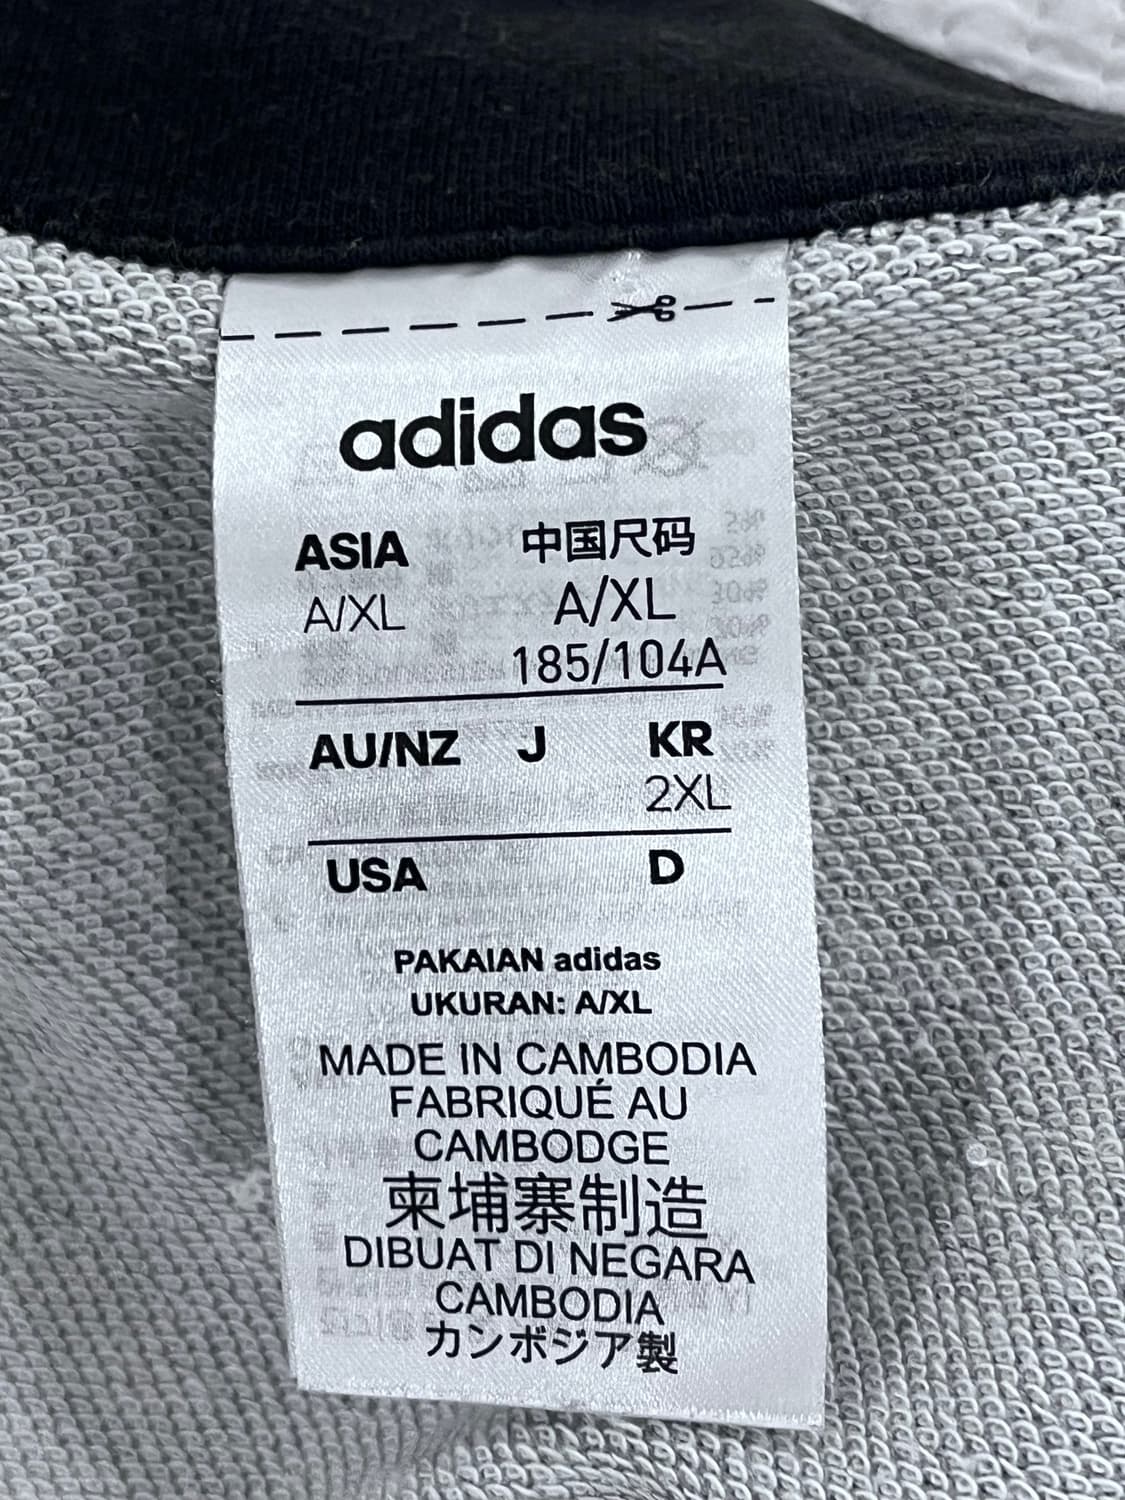 adidas
ASIA 中国尺码
A/XL A/XL
185/104A
AU/NZ J KR
2XL
USA D
PAKAIAN adidas
UKURAN: A/XL
MADE IN CAMBODIA
FABRIQUÉ AU
CAMBODGE
柬埔寨制造
DIBUAT DI NEGARA
CAMBODIA
カンボジア製